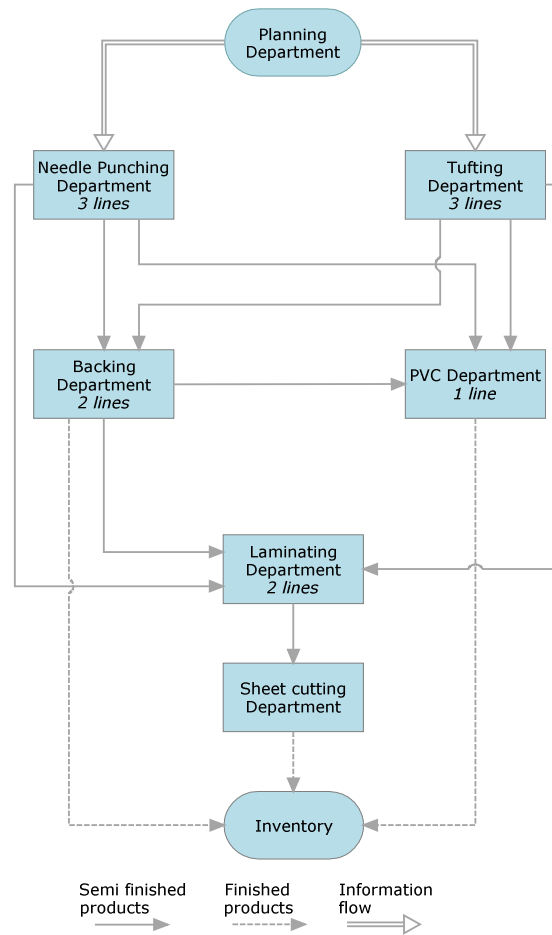 Planning
Department
Needle Punching
Department
3 lines
Tufting
Department
3 lines
Backing
Department
2 lines
PVC Department
1 line
Laminating
Department
2 lines
Sheet cutting
Department
Inventory
Semi finished
products
Finished
products
Information
flow